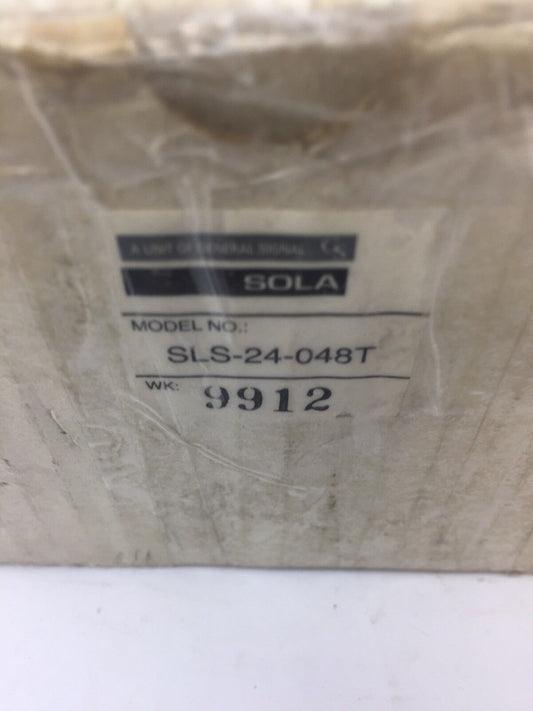 A UNIT OF GENERAL SIGNAL
SOLA
MODEL NO.:
SLS-24-048T
WK: 9912